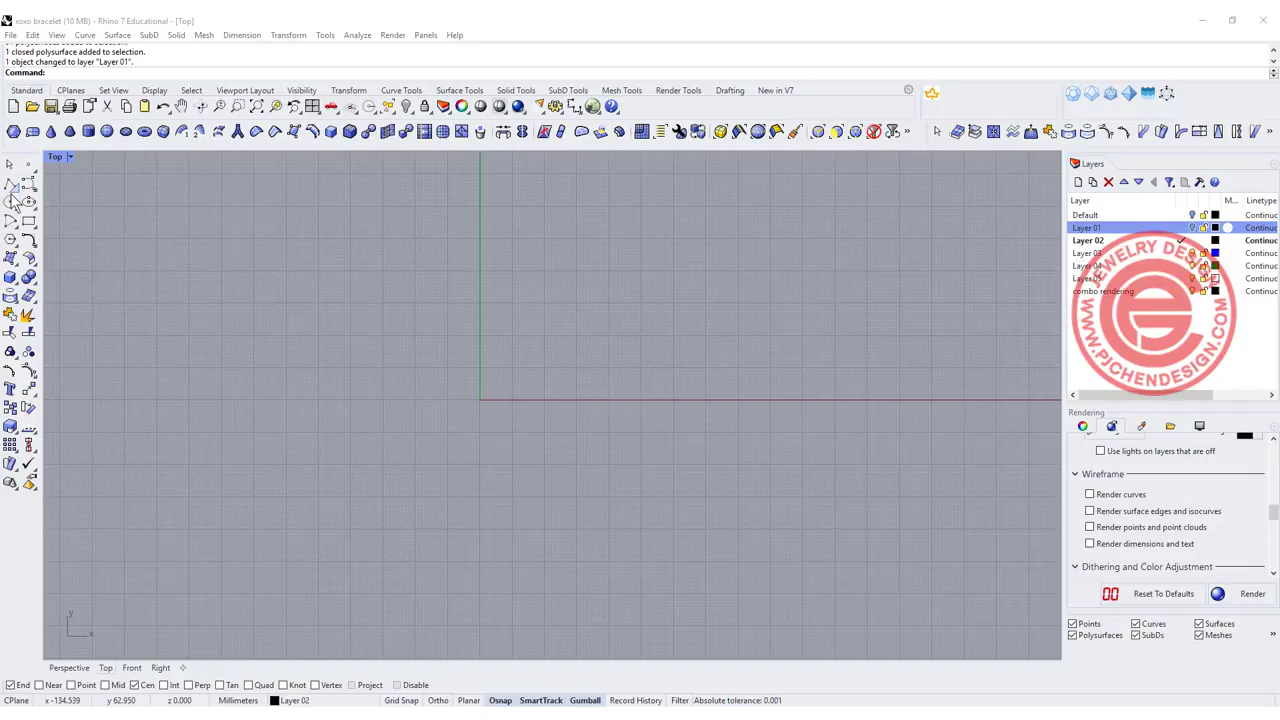 xoxo bracelet (10 MB) - Rhino 7 Educational - [Top]
File Edit View Curve Surface SubD Solid Mesh Dimension Transform Tools Analyze Render Panels Help
1 closed polysurface added to selection.
1 object changed to layer "Layer 01".
Command:
Standard CPlanes Set View Display Select Viewport Layout Visibility Transform Curve Tools Surface Tools Solid Tools SubD Tools Mesh Tools Render Tools Drafting New in V7
Top
Layers
Layer M... Linetype
Default Continuc
Layer 01 Continuc
Layer 02 Continuc
Layer 03 Continuc
Layer 04 Continuc
Layer 05 Continuc
combo rendering Continuc
JEWELRY DESIGN
WWW.PJCHENDESIGN.COM
Rendering
Use lights on layers that are off
Wireframe
Render curves
Render surface edges and isocurves
Render points and point clouds
Render dimensions and text
Dithering and Color Adjustment
Reset To Defaults Render
Points Curves Surfaces
Polysurfaces SubDs Meshes
y
x
Perspective Top Front Right
End Near Point Mid Cen Int Perp Tan Quad Knot Vertex Project Disable
CPlane x -134.539 y 62.950 z 0.000 Millimeters Layer 02 Grid Snap Ortho Planar Osnap SmartTrack Gumball Record History Filter Absolute tolerance: 0.001